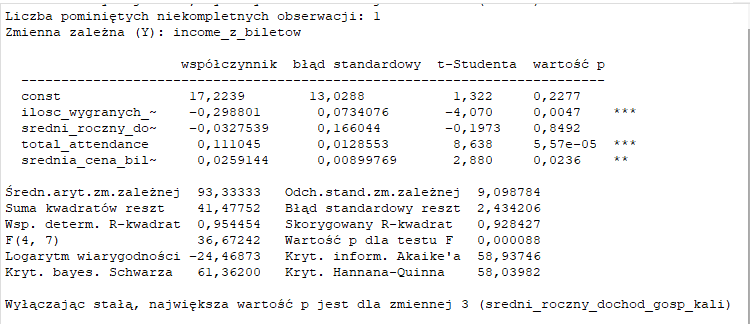 Liczba pominiętych niekompletnych obserwacji: 1
Zmienna zależna (Y): income_z_biletow
współczynnik błąd standardowy t-Studenta wartość p
---------------------------------------------------------------------------
const 17,2239 13,0288 1,322 0,2277
ilosc_wygranych_~ -0,298801 0,0734076 -4,070 0,0047 ***
sredni_roczny_do~ -0,0327539 0,166044 -0,1973 0,8492
total_attendance 0,111045 0,0128553 8,638 5,57e-05 ***
srednia_cena_bil~ 0,0259144 0,00899769 2,880 0,0236 **
Średn.aryt.zm.zależnej 93,33333 Odch.stand.zm.zależnej 9,098784
Suma kwadratów reszt 41,47752 Błąd standardowy reszt 2,434206
Wsp. determ. R-kwadrat 0,954454 Skorygowany R-kwadrat 0,928427
F(4, 7) 36,67242 Wartość p dla testu F 0,000088
Logarytm wiarygodności -24,46873 Kryt. inform. Akaike'a 58,93746
Kryt. bayes. Schwarza 61,36200 Kryt. Hannana-Quinna 58,03982
Wyłączając stałą, największa wartość p jest dla zmiennej 3 (sredni_roczny_dochod_gosp_kali)